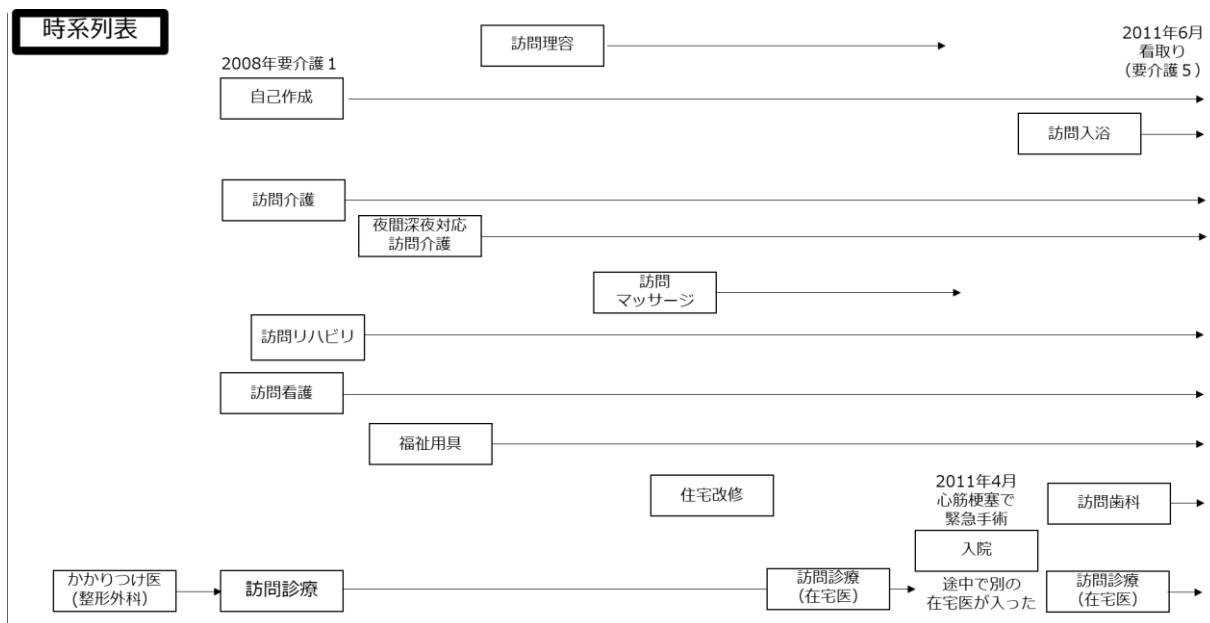 時系列表
訪問理容
2011年6月
看取り
（要介護５）
2008年要介護１
自己作成
訪問入浴
訪問介護
夜間深夜対応
訪問介護
訪問
マッサージ
訪問リハビリ
訪問看護
福祉用具
住宅改修
2011年4月
心筋梗塞で
緊急手術
訪問歯科
入院
かかりつけ医
(整形外科）
訪問診療
訪問診療
(在宅医）
途中で別の
在宅医が入った
訪問診療
(在宅医）